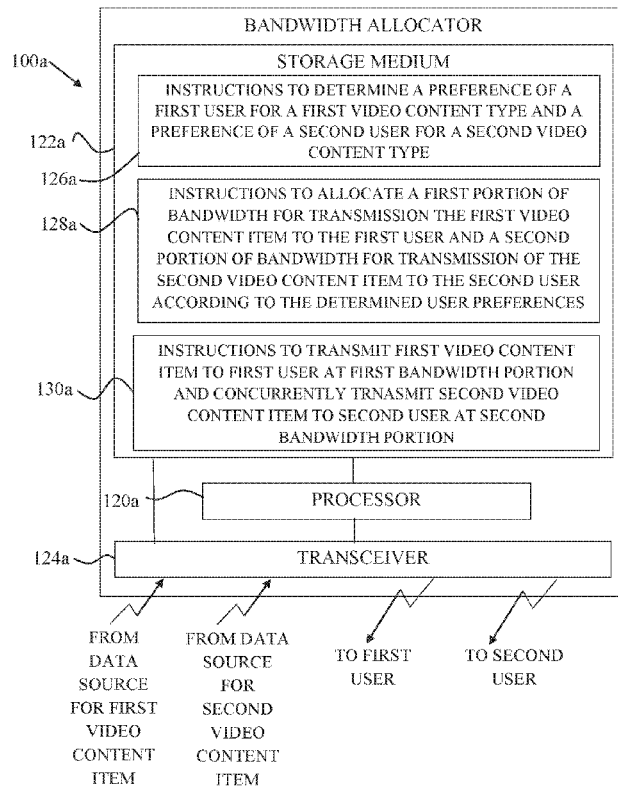 BANDWIDTH ALLOCATOR
100a
STORAGE MEDIUM
INSTRUCTIONS TO DETERMINE A PREFERENCE OF A
FIRST USER FOR A FIRST VIDEO CONTENT TYPE AND A
PREFERENCE OF A SECOND USER FOR A SECOND VIDEO
CONTENT TYPE
122a
126a
INSTRUCTIONS TO ALLOCATE A FIRST PORTION OF
BANDWIDTH FOR TRANSMISSION THE FIRST VIDEO
CONTENT ITEM TO THE FIRST USER AND A SECOND
PORTION OF BANDWIDTH FOR TRANSMISSION OF THE
SECOND VIDEO CONTENT ITEM TO THE SECOND USER
ACCORDING TO THE DETERMINED USER PREFERENCES
128a
INSTRUCTIONS TO TRANSMIT FIRST VIDEO CONTENT
ITEM TO FIRST USER AT FIRST BANDWIDTH PORTION
AND CONCURRENTLY TRNASMIT SECOND VIDEO
CONTENT ITEM TO SECOND USER AT SECOND
BANDWIDTH PORTION
130a
120a
PROCESSOR
124a
TRANSCEIVER
FROM
DATA
SOURCE
FOR FIRST
VIDEO
CONTENT
ITEM
FROM DATA
SOURCE
FOR
SECOND
VIDEO
CONTENT
ITEM
TO FIRST
USER
TO SECOND
USER